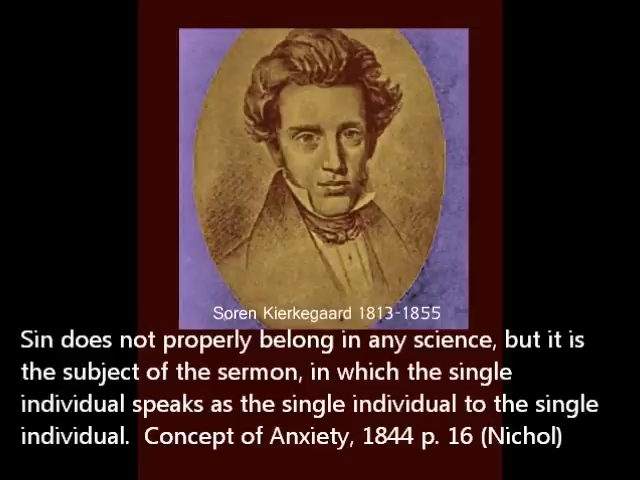 Soren Kierkegaard 1813-1855
Sin does not properly belong in any science, but it is
the subject of the sermon, in which the single
individual speaks as the single individual to the single
individual.  Concept of Anxiety, 1844 p. 16 (Nichol)